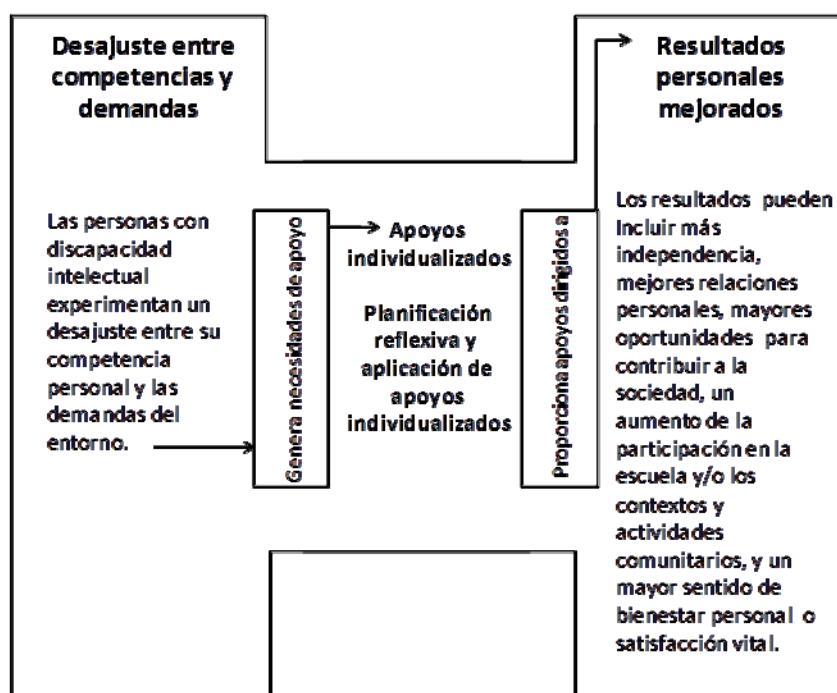 Desajuste entre
competencias y
demandas
Las personas con
discapacidad
intelectual
experimentan un
desajuste entre su
competencia
personal y las
demandas del
entorno.
Genera necesidades de apoyo
Apoyos
individualizados
Planificación
reflexiva y
aplicación de
apoyos
individualizados
Proporciona apoyos dirigidos a
Resultados
personales
mejorados
Los resultados pueden
Incluir más
independencia,
mejores relaciones
personales, mayores
oportunidades para
contribuir a la
sociedad, un
aumento de la
participación en la
escuela y/o los
contextos y
actividades
comunitarios, y un
mayor sentido de
bienestar personal o
satisfacción vital.